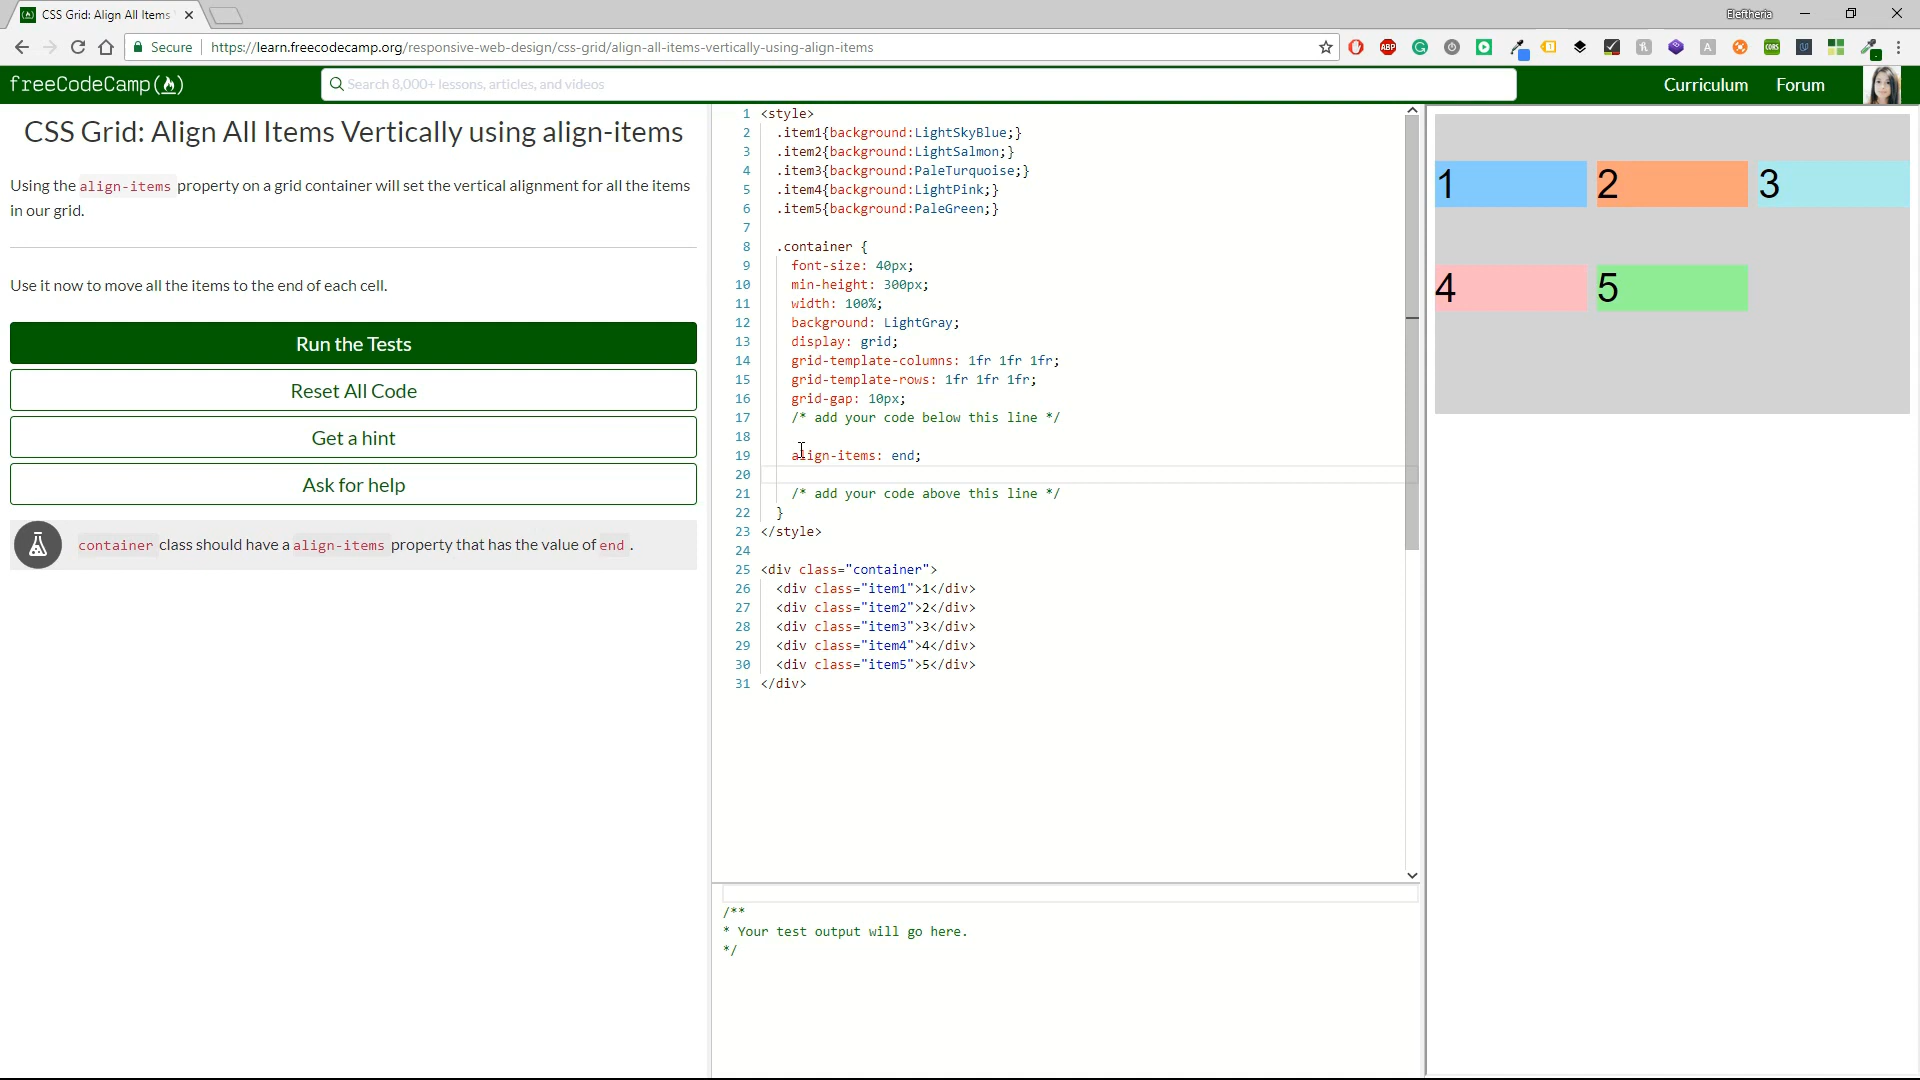 CSS Grid: Align All Items
Eleftheria
Secure
https://learn.freecodecamp.org/responsive-web-design/css-grid/align-all-items-vertically-using-align-items
freeCodeCamp
Search 8,000+ lessons, articles, and videos
Curriculum
Forum
CSS Grid: Align All Items Vertically using align-items
Using the align-items property on a grid container will set the vertical alignment for all the items
in our grid.
Use it now to move all the items to the end of each cell.
Run the Tests
Reset All Code
Get a hint
Ask for help
container class should have a align-items property that has the value of end .
1 <style>
2 .item1{background:LightSkyBlue;}
3 .item2{background:LightSalmon;}
4 .item3{background:PaleTurquoise;}
5 .item4{background:LightPink;}
6 .item5{background:PaleGreen;}
7
8 .container {
9 font-size: 40px;
10 min-height: 300px;
11 width: 100%;
12 background: LightGray;
13 display: grid;
14 grid-template-columns: 1fr 1fr 1fr;
15 grid-template-rows: 1fr 1fr 1fr;
16 grid-gap: 10px;
17 /* add your code below this line */
18
19 align-items: end;
20
21 /* add your code above this line */
22 }
23 </style>
24
25 <div class="container">
26 <div class="item1">1</div>
27 <div class="item2">2</div>
28 <div class="item3">3</div>
29 <div class="item4">4</div>
30 <div class="item5">5</div>
31 </div>
/**
* Your test output will go here.
*/
1 2 3
4 5